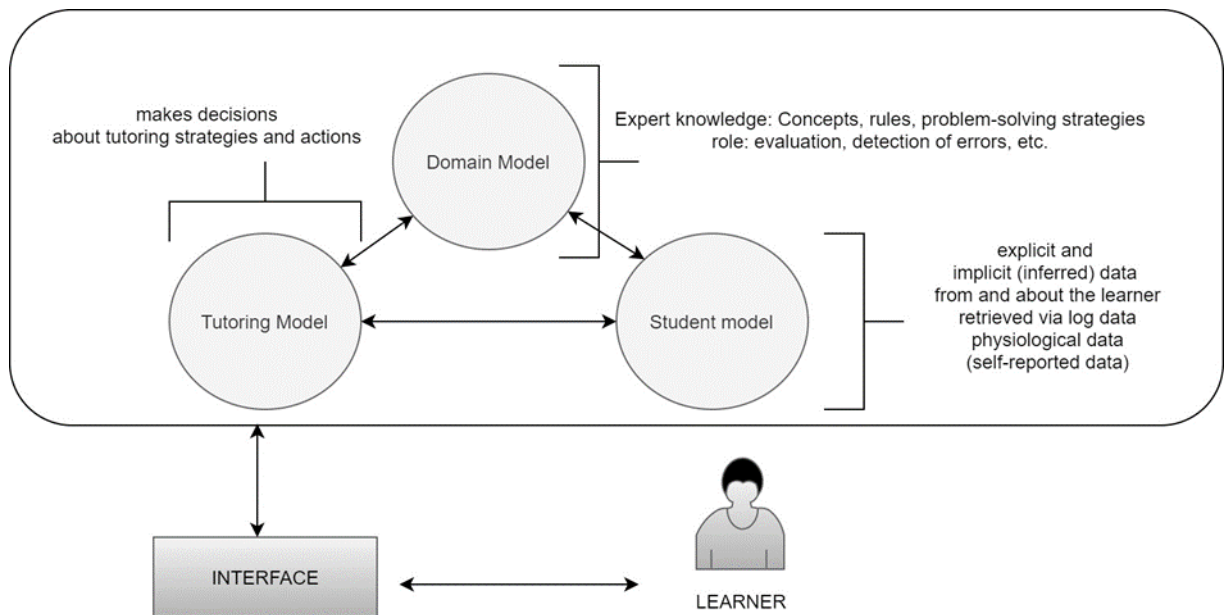 makes decisions
about tutoring strategies and actions
Domain Model
Expert knowledge: Concepts, rules, problem-solving strategies
role: evaluation, detection of errors, etc.
Tutoring Model
Student model
explicit and
implicit (inferred) data
from and about the learner
retrieved via log data
physiological data
(self-reported data)
INTERFACE
LEARNER